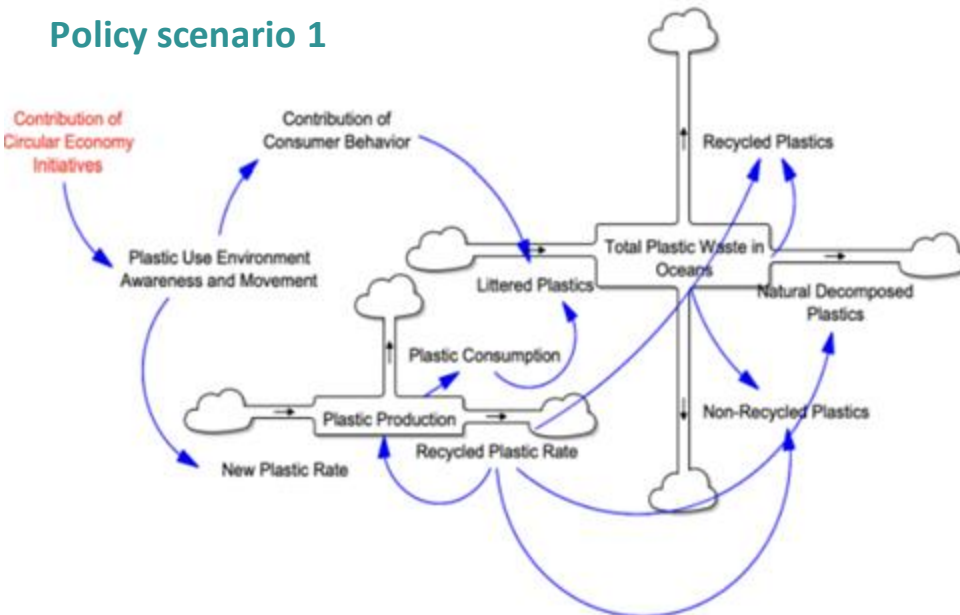 Policy scenario 1
Contribution of
Circular Economy
Initiatives
Contribution of
Consumer Behavior
Recycled Plastics
Plastic Use Environment
Awareness and Movement
Total Plastic Waste in
Oceans
Littered Plastics
Natural Decomposed
Plastics
Plastic Consumption
Plastic Production
Non-Recycled Plastics
Recycled Plastic Rate
New Plastic Rate